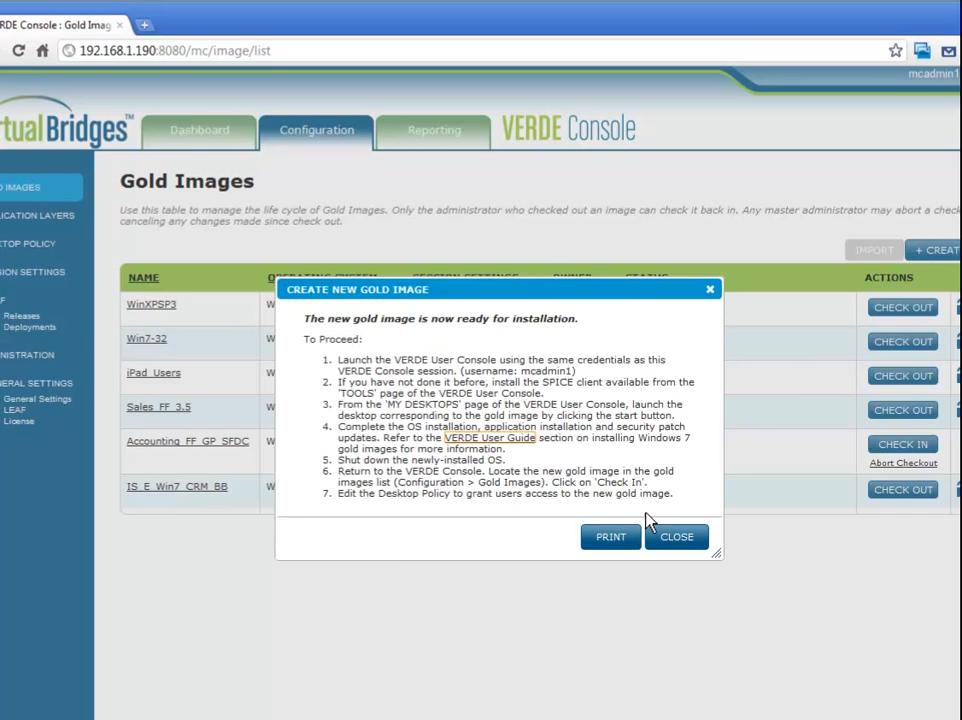 RDE Console : Gold Imag
192.168.1.190:8080/mc/image/list
mcadmin1
rtualBridges™
Dashboard
Configuration
Reporting
VERDE Console
D IMAGES
ICATION LAYERS
TOP POLICY
SION SETTINGS
F
Releases
Deployments
INISTRATION
ERAL SETTINGS
General Settings
LEAF
License
Gold Images
Use this table to manage the life cycle of Gold Images. Only the administrator who checked out an image can check it back in. Any master administrator may abort a check
canceling any changes made since check out.
IMPORT
+ CREAT
NAME OPERATING SYSTEM SESSION SETTINGS OWNER STATUS ACTIONS
WinXPSP3 W CHECK OUT
Win7-32 W CHECK OUT
iPad_Users W CHECK OUT
Sales_FF_3.5 W CHECK OUT
Accounting_FF_GP_SFDC W CHECK IN
Abort Checkout
IS_E_Win7_CRM_BB W CHECK OUT
CREATE NEW GOLD IMAGE
The new gold image is now ready for installation.
To Proceed:
1. Launch the VERDE User Console using the same credentials as this
VERDE Console session. (username: mcadmin1)
2. If you have not done it before, install the SPICE client available from the
'TOOLS' page of the VERDE User Console.
3. From the 'MY DESKTOPS' page of the VERDE User Console, launch the
desktop corresponding to the gold image by clicking the start button.
4. Complete the OS installation, application installation and security patch
updates. Refer to the VERDE User Guide section on installing Windows 7
gold images for more information.
5. Shut down the newly-installed OS.
6. Return to the VERDE Console. Locate the new gold image in the gold
images list (Configuration > Gold Images). Click on 'Check In'.
7. Edit the Desktop Policy to grant users access to the new gold image.
PRINT
CLOSE